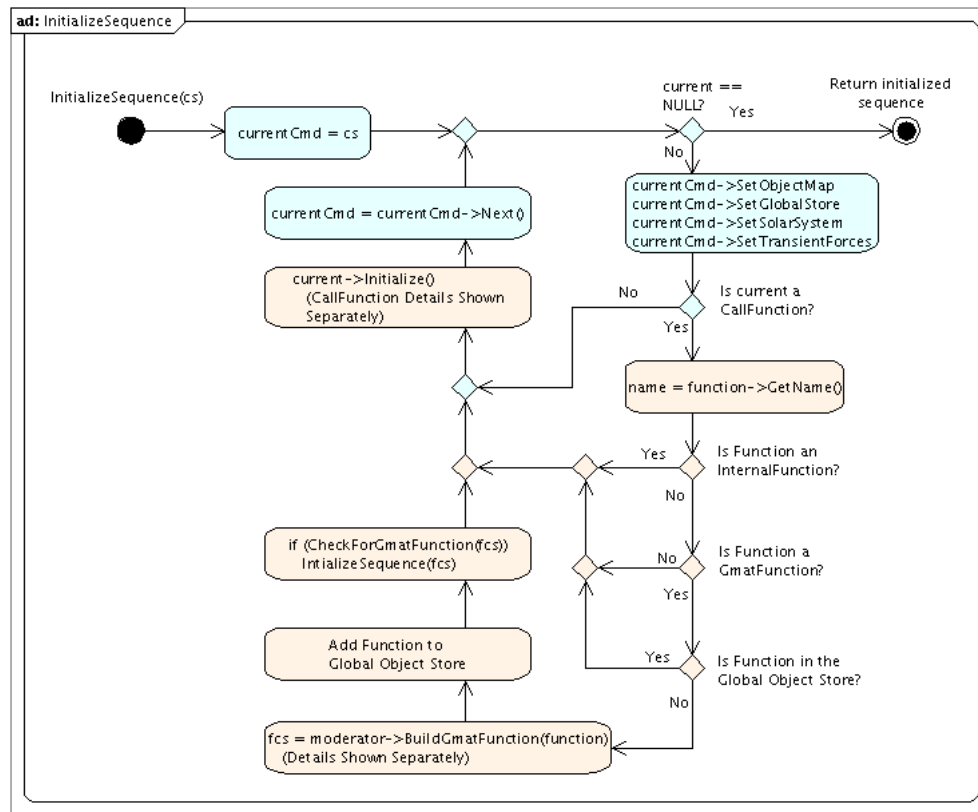 ad: InitializeSequence
InitializeSequence(cs)
currentCmd = cs
current ==
NULL?
Yes
No
Return initialized
sequence
currentCmd->SetObjectMap
currentCmd->SetGlobalStore
currentCmd->SetSolarSystem
currentCmd->SetTransientForces
currentCmd = currentCmd->Next()
current->Initialize()
(CallFunction Details Shown
Separately)
No
Is current a
CallFunction?
Yes
name = function->GetName()
Yes
Is Function an
InternalFunction?
No
if (CheckForGmatFunction(fcs))
IntializeSequence(fcs)
No
Is Function a
GmatFunction?
Yes
Add Function to
Global Object Store
Yes
Is Function in the
Global Object Store?
No
fcs = moderator->BuildGmatFunction(function)
(Details Shown Separately)